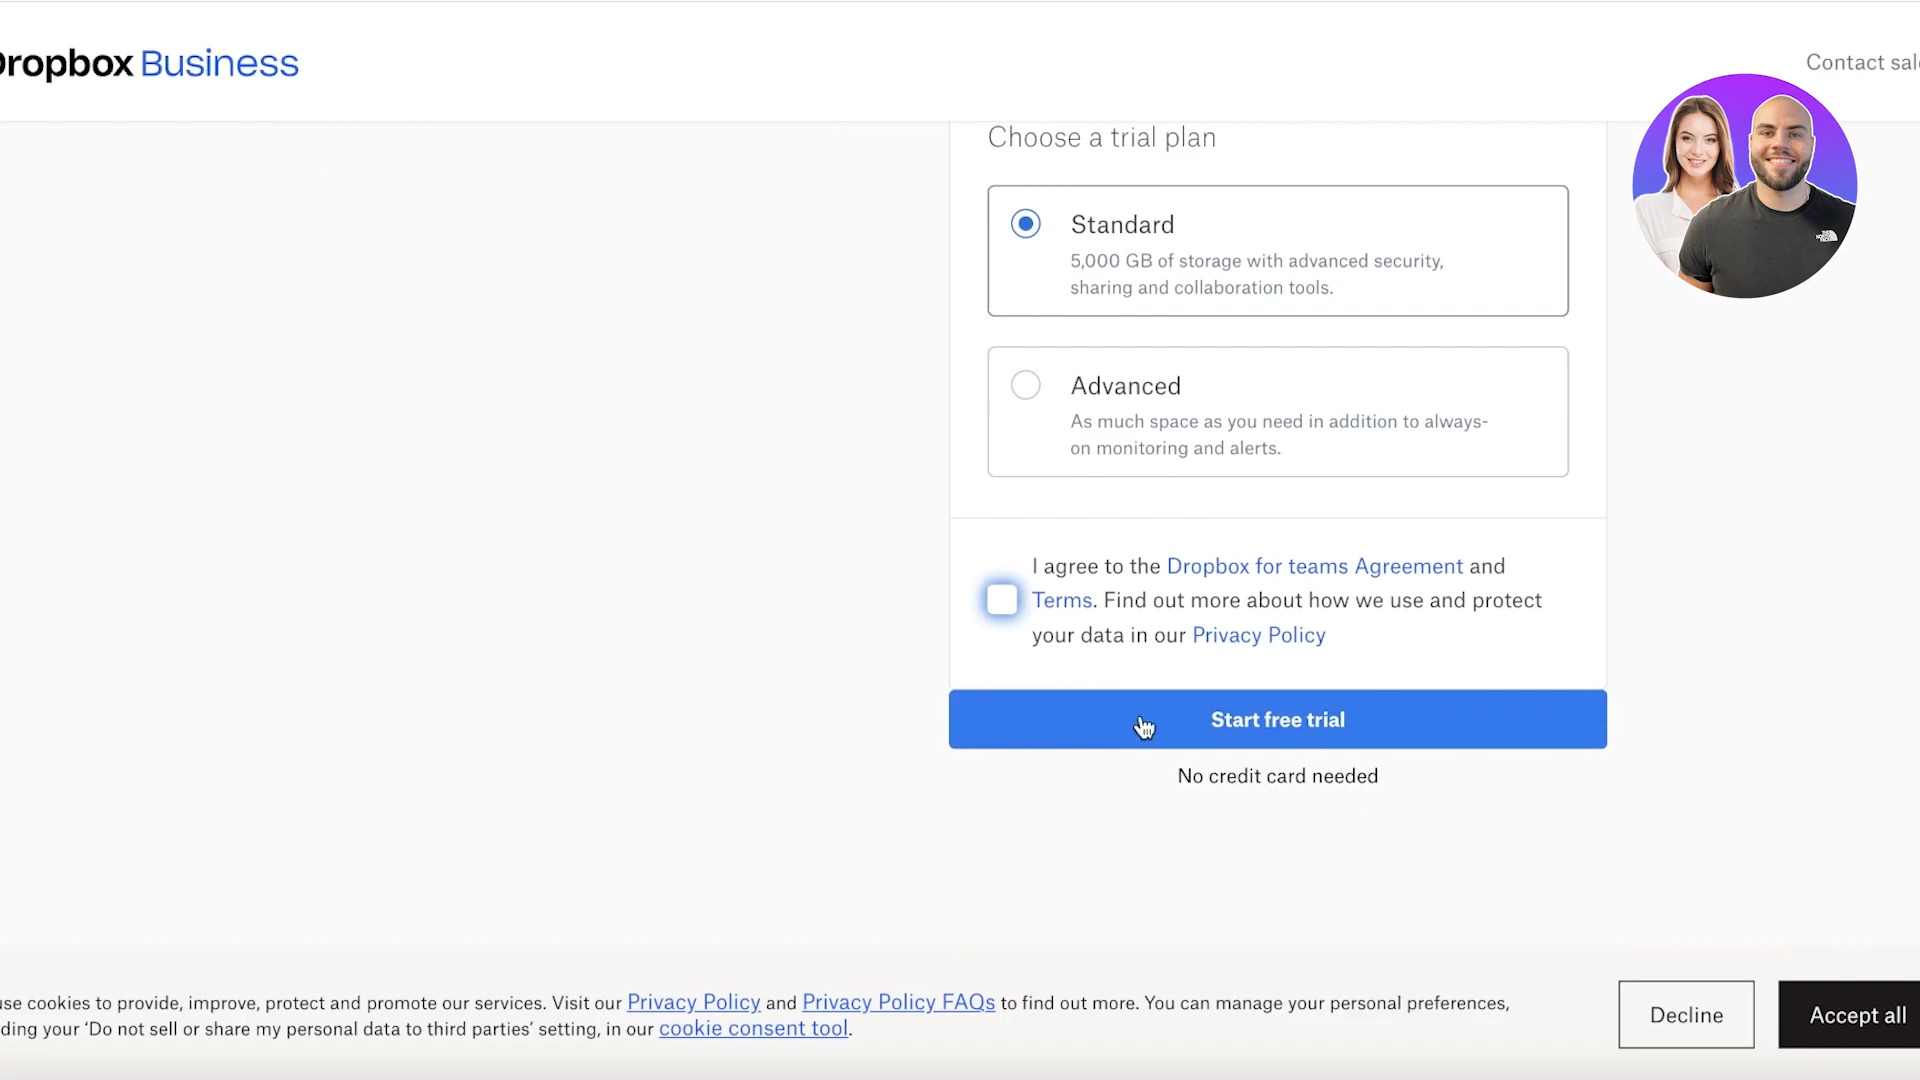 Dropbox Business
Contact sale
Choose a trial plan
Standard
5,000 GB of storage with advanced security,
sharing and collaboration tools.
Advanced
As much space as you need in addition to always-
on monitoring and alerts.
I agree to the Dropbox for teams Agreement and
Terms. Find out more about how we use and protect
your data in our Privacy Policy
Start free trial
No credit card needed
use cookies to provide, improve, protect and promote our services. Visit our Privacy Policy and Privacy Policy FAQs to find out more. You can manage your personal preferences,
ding your ‘Do not sell or share my personal data to third parties’ setting, in our cookie consent tool.
Decline
Accept all